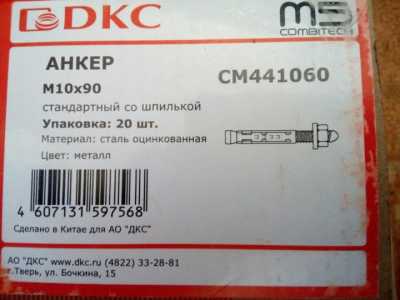 DKC
M5
COMBITECH
АНКЕР
CM441060
M10x90
стандартный со шпилькой
Упаковка: 20 шт.
Материал: сталь оцинкованная
Цвет: металл
4 607131 597568
Сделано в Китае для АО "ДКС"
АО "ДКС" www.dkc.ru (4822) 33-28-81
г.Тверь, ул. Бочкина, 15